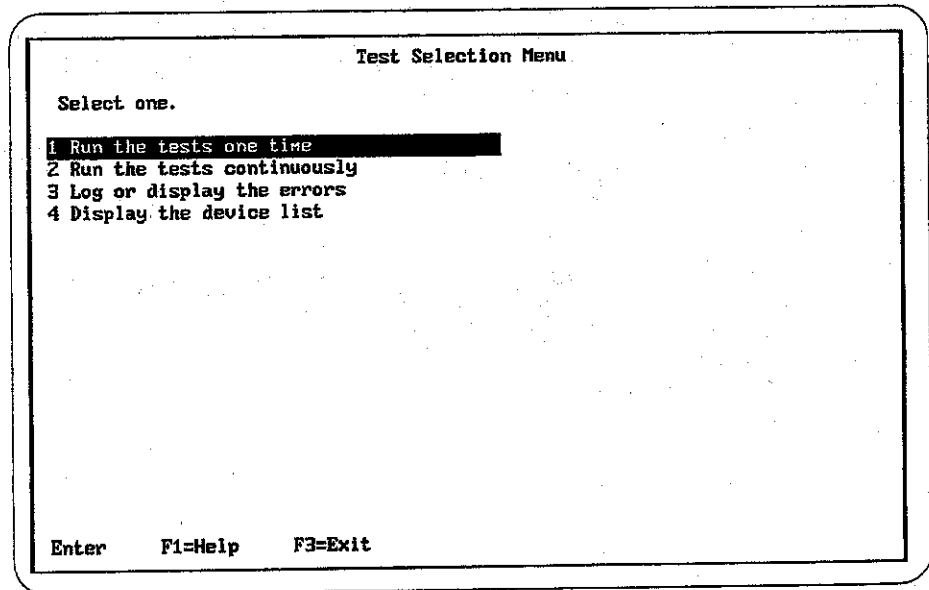 Test Selection Menu
Select one.
1 Run the tests one time
2 Run the tests continuously
3 Log or display the errors
4 Display the device list
Enter F1=Help F3=Exit